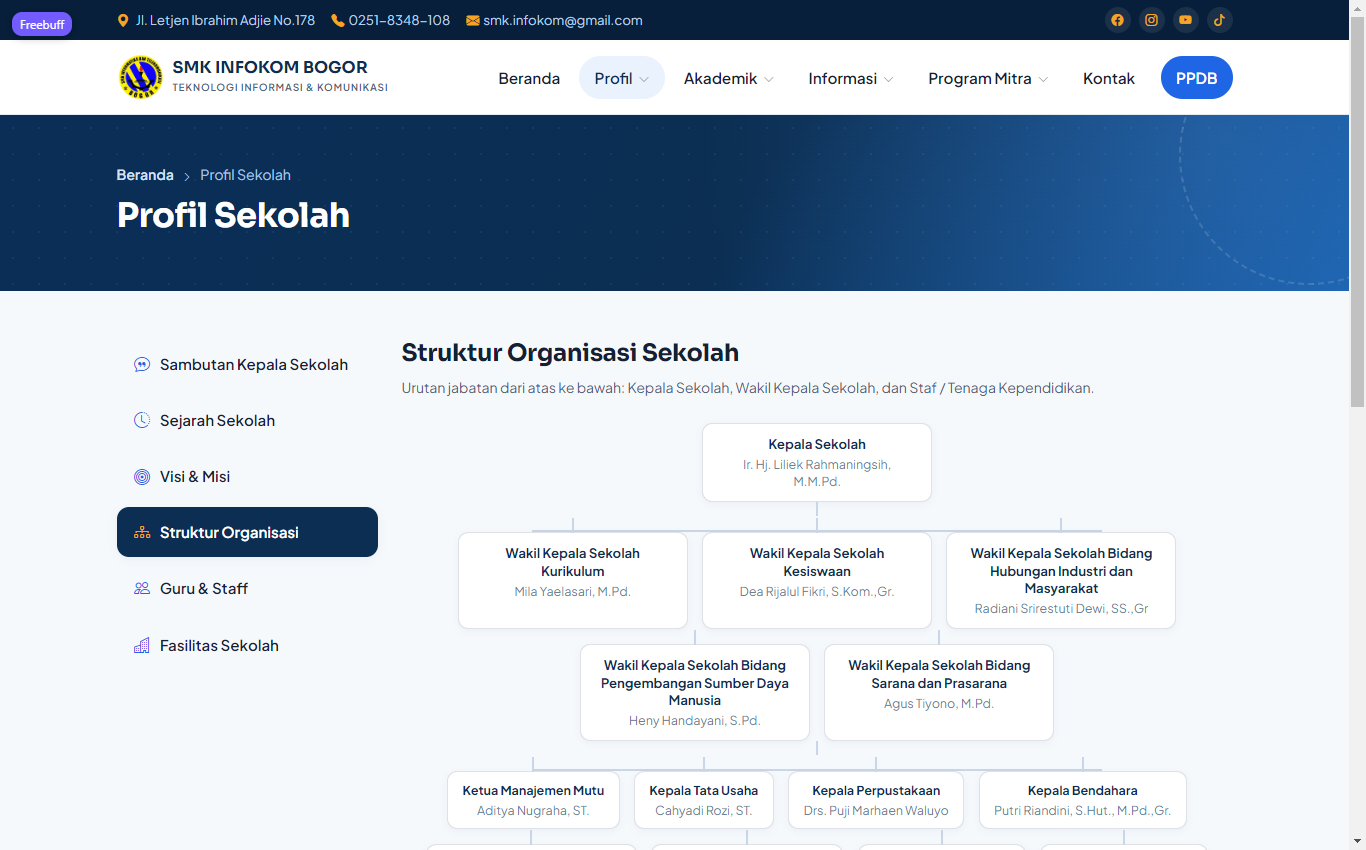 Freebuff
Jl. Letjen Ibrahim Adjie No.178
0251-8348-108
smk.infokom@gmail.com
SMK INFOKOM BOGOR
TEKNOLOGI INFORMASI & KOMUNIKASI
Beranda
Profil
Akademik
Informasi
Program Mitra
Kontak
PPDB
Beranda > Profil Sekolah
Profil Sekolah
Sambutan Kepala Sekolah
Sejarah Sekolah
Visi & Misi
Struktur Organisasi
Guru & Staff
Fasilitas Sekolah
Struktur Organisasi Sekolah
Urutan jabatan dari atas ke bawah: Kepala Sekolah, Wakil Kepala Sekolah, dan Staf / Tenaga Kependidikan.
Kepala Sekolah
Ir. Hj. Liliek Rahmaningsih,
M.M.Pd.
Wakil Kepala Sekolah
Kurikulum
Mila Yaelasari, M.Pd.
Wakil Kepala Sekolah
Kesiswaan
Dea Rijalul Fikri, S.Kom.,Gr.
Wakil Kepala Sekolah Bidang
Hubungan Industri dan
Masyarakat
Radiani Srirestuti Dewi, SS.,Gr
Wakil Kepala Sekolah Bidang
Pengembangan Sumber Daya
Manusia
Heny Handayani, S.Pd.
Wakil Kepala Sekolah Bidang
Sarana dan Prasarana
Agus Tiyono, M.Pd.
Ketua Manajemen Mutu
Aditya Nugraha, ST.
Kepala Tata Usaha
Cahyadi Rozi, ST.
Kepala Perpustakaan
Drs. Puji Marhaen Waluyo
Kepala Bendahara
Putri Riandini, S.Hut., M.Pd.,Gr.